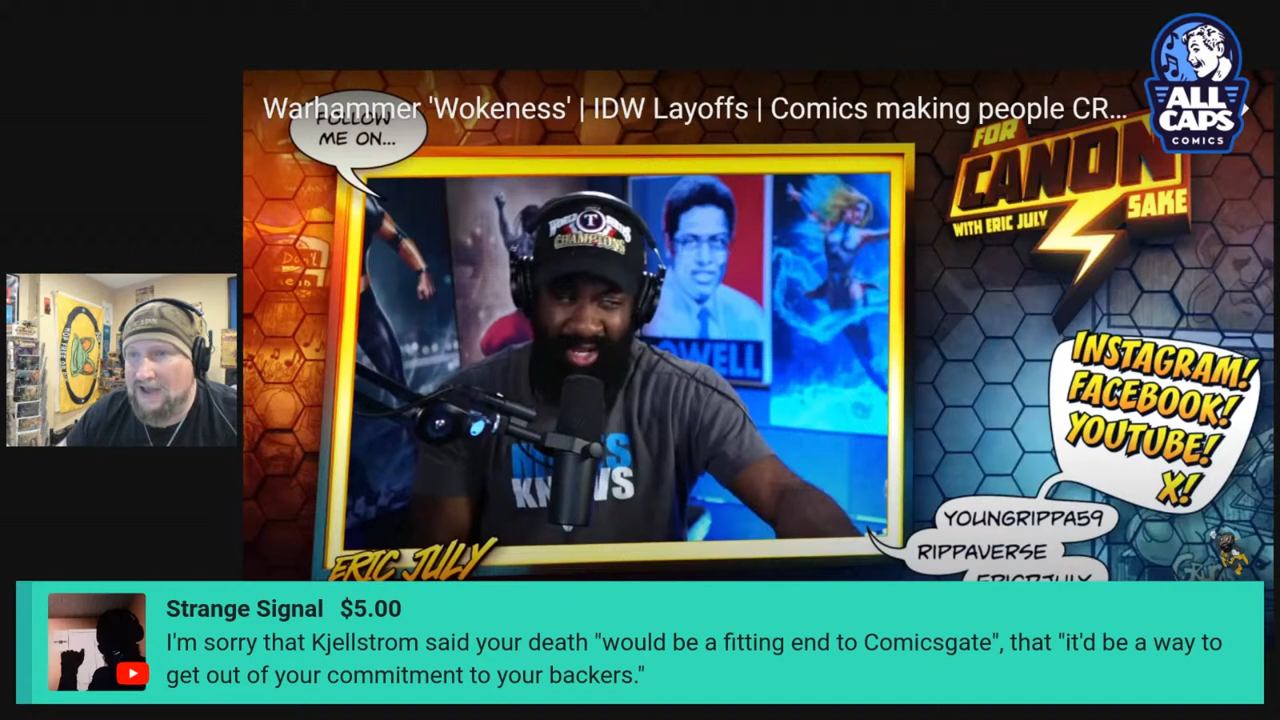 Warhammer 'Wokeness' | IDW Layoffs | Comics making people CR...
ALL
CAPS
COMICS
FOLLOW
ME ON...
FOR
CANON
SAKE
WITH ERIC JULY
CHAMPIONS
OWELL
KNOWS
INSTAGRAM!
FACEBOOK!
YOUTUBE!
X!
YOUNGRIPPA59
RIPPAVERSE
ERICDJULY
ERIC JULY
Strange Signal $5.00
I'm sorry that Kjellstrom said your death "would be a fitting end to Comicsgate", that "it'd be a way to
get out of your commitment to your backers."